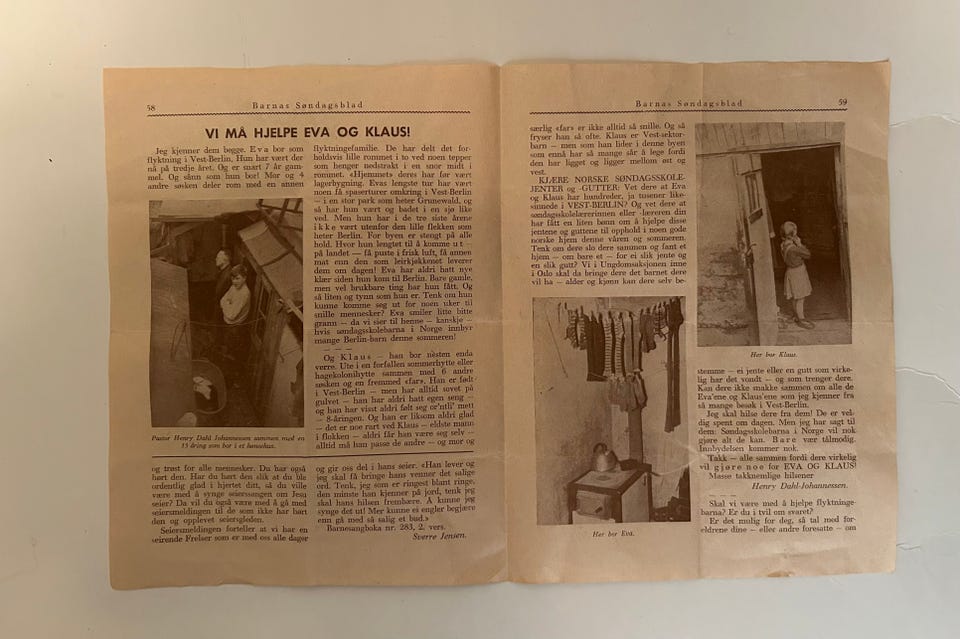 58
Barnas Søndagsblad
VI MÅ HJELPE EVA OG KLAUS!
Jeg kjenner dem begge. Eva bor som
flyktning i Vest-Berlin. Hun har vært der
nå på tredje året. Og er snart 7 år gam-
mel. Og sånn som hun bor! Mor og 4
andre søsken deler rom med en annen
Pastor Henry Dahl Johannessen sammen med en
15 åring som bor i et hønsehus.
flyktningefamilie. De har delt det for-
holdsvis lille rommet i to ved noen tepper
som henger nedstrakt i en snor midt i
rommet. «Hjemmet» deres har før vært
lagerbygning. Evas lengste tur har vært
noen få spaserturer omkring i Vest-Berlin
— i en stor park som heter Grunewald, og
så har hun vært og badet i en sjø like
ved. Men hun har i de tre siste årene
ikke vært utenfor den lille flekken som
heter Berlin. For byen er stengt på alle
hold. Hvor hun lengtet til å komme ut —
på landet — få puste i frisk luft, få annen
mat enn den som leirkjøkkenet leverer
dem om dagen! Eva har aldri hatt nye
klær siden hun kom til Berlin. Bare gamle,
men vel brukbare ting har hun fått. Og
så liten og tynn som hun er. Tenk om hun
kunne komme seg ut for noen uker til
snille mennesker? Eva smiler litte bitte
grann — da vi sier til henne — kanskje —
hvis søndagsskolebarna i Norge innbyr
mange Berlin-barn denne sommeren!
— — —
Og Klaus — han bor nesten enda
verre. Ute i en forfallen sommerhytte eller
hagekolonihytte sammen med 6 andre
søsken og en fremmed «far». Han er født
i Vest-Berlin — men har alltid sovet på
gulvet — han har aldri hatt egen seng —
og han har visst aldri følt seg or'ntli' mett
— 8-åringen. Og han er liksom aldri glad
— det er noe rart ved Klaus — eldste mann
i flokken — aldri får han være seg selv —
alltid må han passe de andre — og mor og
og trøst for alle mennesker. Du har også
hørt den. Har du hørt den slik at du ble
ordentlig glad i hjertet ditt, så du ville
være med å synge seierssangen om Jesu
seier? Da vil du også være med å gå med
seiersmeldingen til de som ikke har hørt
den og opplevet seiersgleden.
Seiersmeldingen forteller at vi har en
seirende Frelser som er med oss alle dager
og gir oss del i hans seier. «Han lever og
jeg skal få bringe hans venner det salige
ord. Tenk, jeg som er ringest blant ringe,
den minste han kjenner på jord, tenk jeg
skal hans hilsen frembære. Å kunne jeg
synge det ut! Mer kunne ei engler begjære
enn gå med så salig et bud.»
Barnesangboka nr. 283, 2. vers.
Sverre Jensen.
Barnas Søndagsblad
59
særlig «far» er ikke alltid så snille. Og så
fryser han så ofte. Klaus er Vest-sektor-
barn — men som han lider i denne byen
som ennå har så mange sår å lege fordi
den har ligget og ligger mellom øst og
vest.
KJÆRE NORSKE SØNDAGSSKOLE-
JENTER og -GUTTER: Vet dere at Eva
og Klaus har hundreder, ja tusener like-
sinnede i VEST-BERLIN? Og vet dere at
søndagsskolelærerinnen eller -læreren din
har fått en liten bønn om å hjelpe disse
jentene og guttene til opphold i noen gode
norske hjem denne våren og sommeren.
Tenk om dere slo dere sammen og fant et
hjem — om bare et — for ei slik jente og
en slik gutt? Vi i Ungdomsaksjonen inne
i Oslo skal da bringe dere det barnet dere
vil ha — alder og kjønn kan dere selv be-
Her bor Eva.
Her bor Klaus.
stemme — ei jente eller en gutt som virke-
lig har det vondt — og som trenger dere.
Kan dere ikke makke sammen om alle de
Eva'ene og Klaus'ene som jeg kjenner fra
så mange besøk i Vest-Berlin.
Jeg skal hilse dere fra dem! De er vel-
dig spent om dagen. Men jeg har sagt til
dem: Søndagsskolebarna i Norge vil nok
gjøre alt de kan. Bare vær tålmodig.
Innbydelsen kommer nok.
Takk — alle sammen fordi dere virkelig
vil gjøre noe for EVA OG KLAUS!
Masse takknemlige hilsener
Henry Dahl-Johannessen.
— — —
Skal vi være med å hjelpe flyktninge-
barna? Er du i tvil om svaret?
Er det mulig for deg, så tal med for-
eldrene dine — eller andre foresatte — om